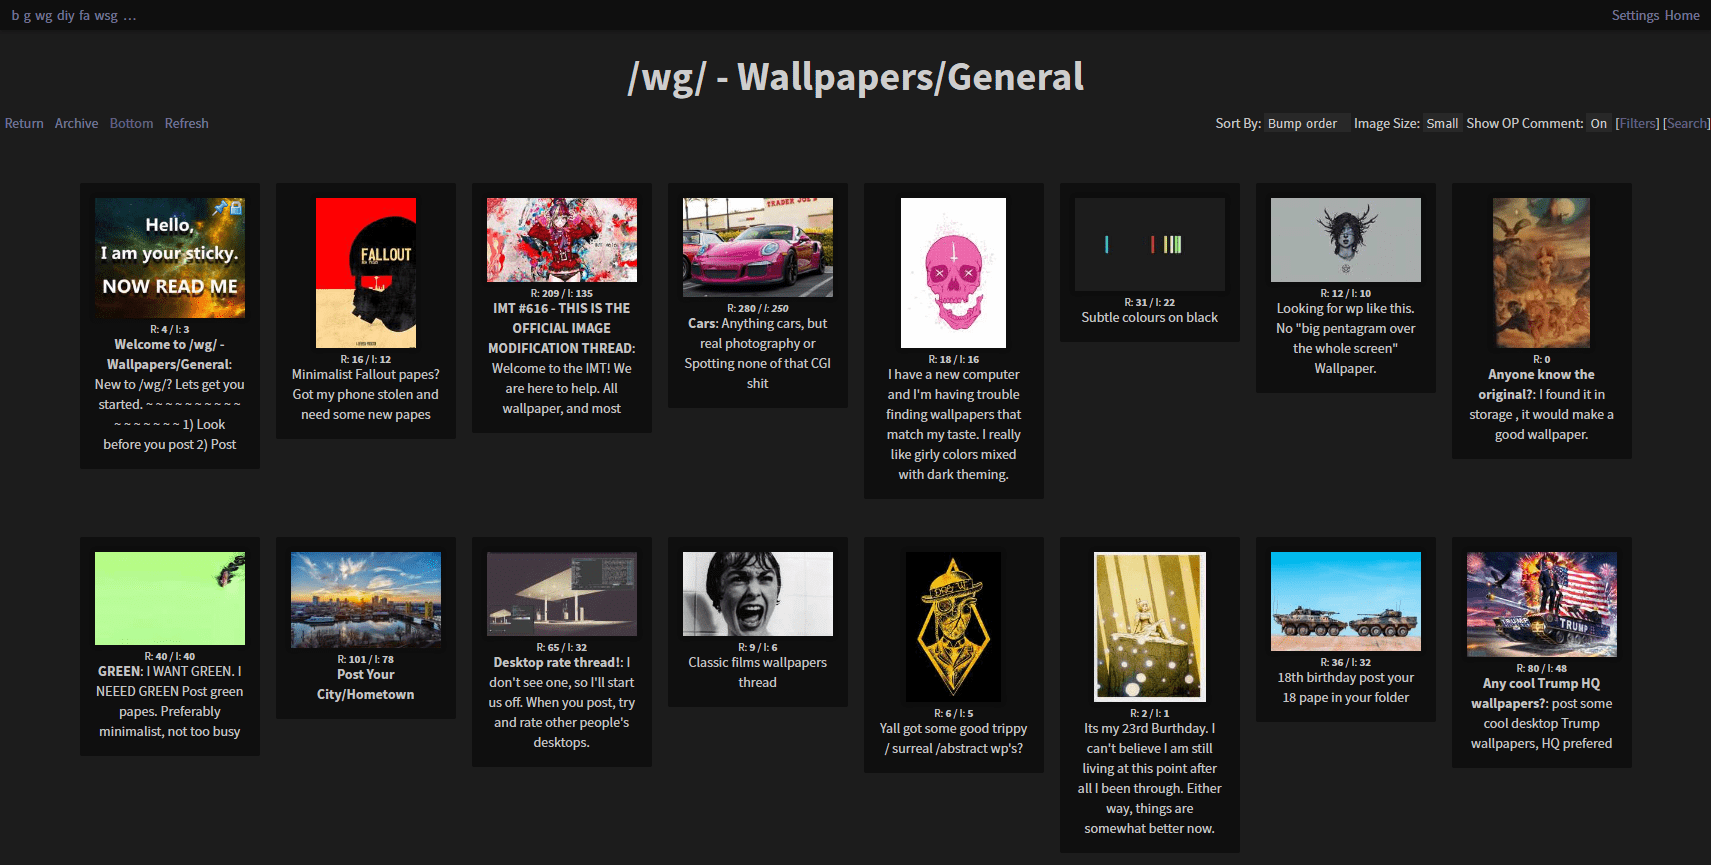 b g wg diy fa wsg …
Settings Home
/wg/ - Wallpapers/General
Return Archive Bottom Refresh
Sort By: Bump order Image Size: Small Show OP Comment: On [Filters] [Search]
Hello,
I am your sticky.
NOW READ ME
R: 4 / I: 3
Welcome to /wg/ -
Wallpapers/General:
New to /wg/? Lets get you
started. ~ ~ ~ ~ ~ ~ ~ ~ ~ ~
~ ~ ~ ~ ~ ~ ~ 1) Look
before you post 2) Post
FALLOUT
R: 16 / I: 12
Minimalist Fallout papes?
Got my phone stolen and
need some new papes
R: 209 / I: 135
IMT #616 - THIS IS THE
OFFICIAL IMAGE
MODIFICATION THREAD:
Welcome to the IMT! We
are here to help. All
wallpaper, and most
TRADER JOE'S
R: 280 / I: 250
Cars: Anything cars, but
real photography or
Spotting none of that CGI
shit
R: 18 / I: 16
I have a new computer
and I'm having trouble
finding wallpapers that
match my taste. I really
like girly colors mixed
with dark theming.
R: 31 / I: 22
Subtle colours on black
R: 12 / I: 10
Looking for wp like this.
No "big pentagram over
the whole screen"
Wallpaper.
R: 0
Anyone know the
original?: I found it in
storage , it would make a
good wallpaper.
R: 40 / I: 40
GREEN: I WANT GREEN. I
NEEED GREEN Post green
papes. Preferably
minimalist, not too busy
R: 101 / I: 78
Post Your
City/Hometown
R: 65 / I: 32
Desktop rate thread!: I
don't see one, so I'll start
us off. When you post, try
and rate other people's
desktops.
R: 9 / I: 6
Classic films wallpapers
thread
R: 6 / I: 5
Yall got some good trippy
/ surreal /abstract wp's?
R: 2 / I: 1
Its my 23rd Burthday. I
can't believe I am still
living at this point after
all I been through. Either
way, things are
somewhat better now.
R: 36 / I: 32
18th birthday post your
18 pape in your folder
TRUMP
R: 80 / I: 48
Any cool Trump HQ
wallpapers?: post some
cool desktop Trump
wallpapers, HQ prefered